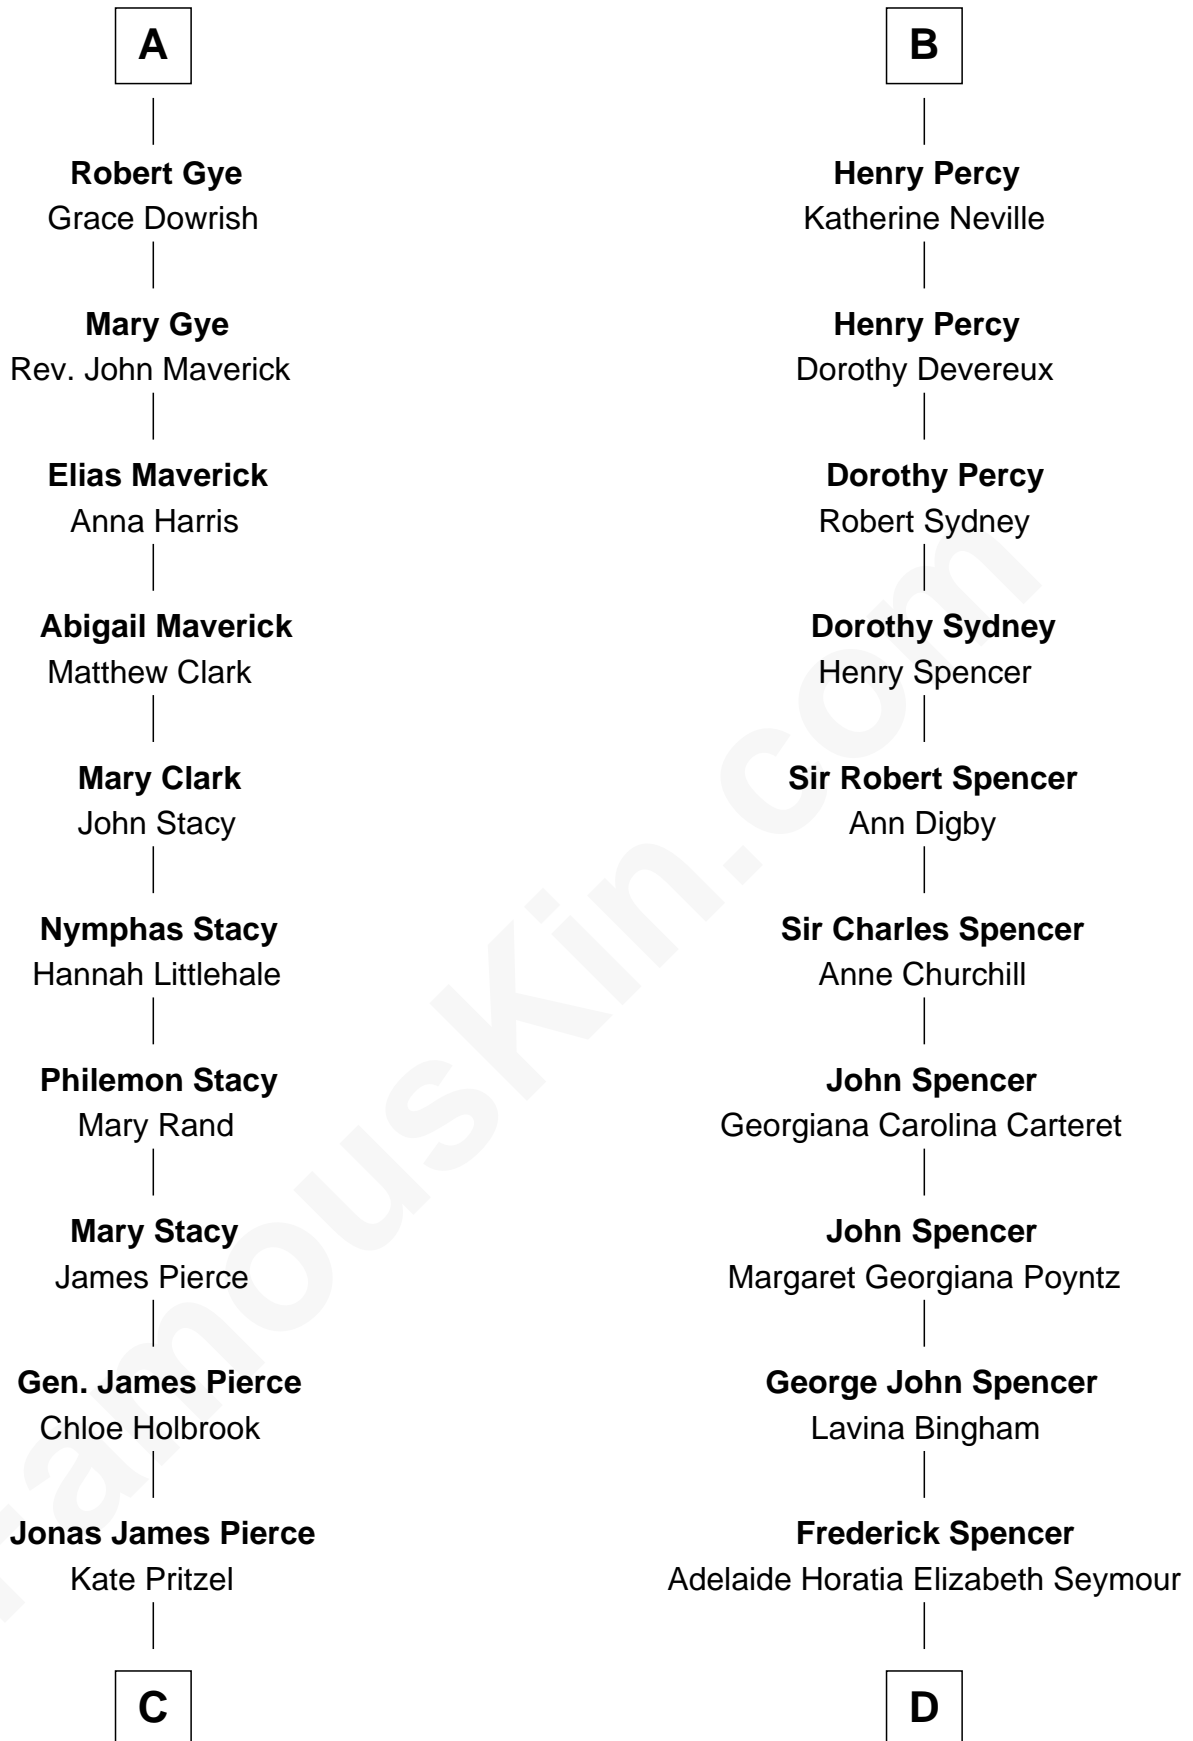 A
Robert Gye
Grace Dowrish
Mary Gye
Rev. John Maverick
Elias Maverick
Anna Harris
Abigail Maverick
Matthew Clark
Mary Clark
John Stacy
Nymphas Stacy
Hannah Littlehale
Philemon Stacy
Mary Rand
Mary Stacy
James Pierce
Gen. James Pierce
Chloe Holbrook
Jonas James Pierce
Kate Pritzel
C
B
Henry Percy
Katherine Neville
Henry Percy
Dorothy Devereux
Dorothy Percy
Robert Sydney
Dorothy Sydney
Henry Spencer
Sir Robert Spencer
Ann Digby
Sir Charles Spencer
Anne Churchill
John Spencer
Georgiana Carolina Carteret
John Spencer
Margaret Georgiana Poyntz
George John Spencer
Lavina Bingham
Frederick Spencer
Adelaide Horatia Elizabeth Seymour
D
FamousKin.com